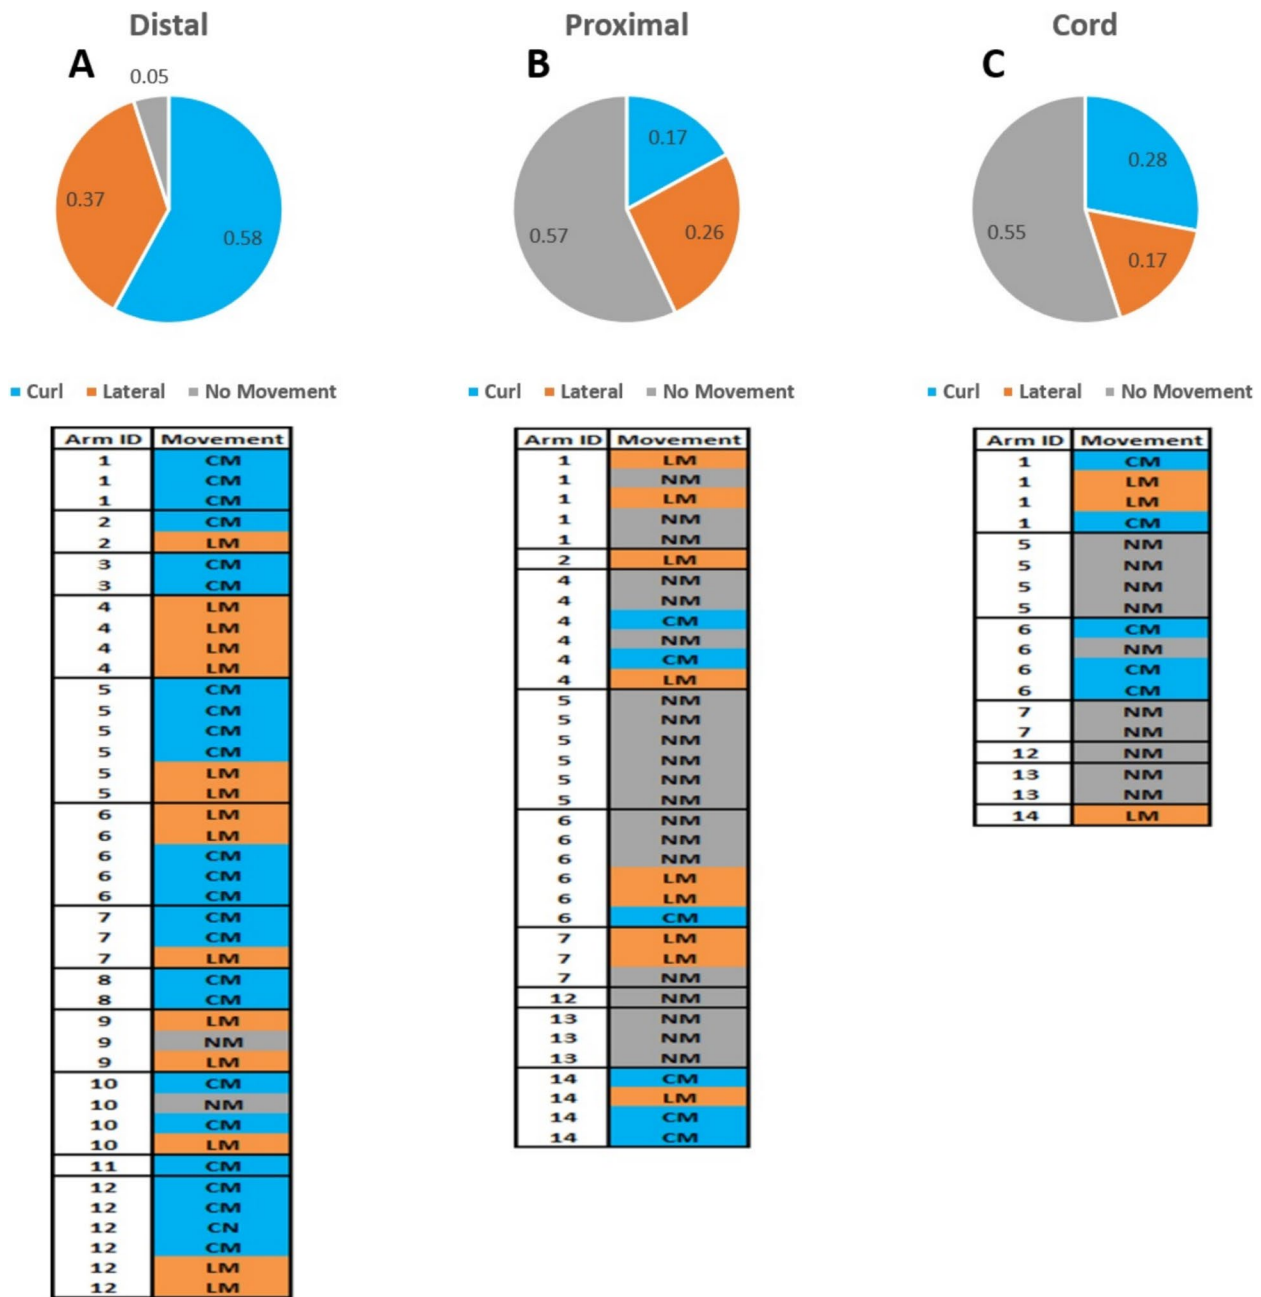 Distal
A
0.05
0.37
0.58
Curl Lateral No Movement
Arm ID Movement
1 CM
1 CM
1 CM
2 CM
2 LM
3 CM
3 CM
4 LM
4 LM
4 LM
4 LM
5 CM
5 CM
5 CM
5 CM
5 LM
5 LM
6 LM
6 LM
6 CM
6 CM
6 CM
7 CM
7 CM
7 LM
8 CM
8 CM
9 LM
9 NM
9 LM
10 CM
10 NM
10 CM
10 LM
11 CM
12 CM
12 CM
12 CN
12 CM
12 LM
12 LM
Proximal
B
0.17
0.57
0.26
Curl Lateral No Movement
Arm ID Movement
1 LM
1 NM
1 LM
1 NM
1 NM
2 LM
4 NM
4 NM
4 CM
4 NM
4 CM
4 LM
5 NM
5 NM
5 NM
5 NM
5 NM
5 NM
6 NM
6 NM
6 NM
6 LM
6 LM
6 CM
7 LM
7 LM
7 NM
12 NM
13 NM
13 NM
13 NM
14 CM
14 LM
14 CM
14 CM
Cord
C
0.28
0.55
0.17
Curl Lateral No Movement
Arm ID Movement
1 CM
1 LM
1 LM
1 CM
5 NM
5 NM
5 NM
5 NM
6 CM
6 NM
6 CM
6 CM
7 NM
7 NM
12 NM
13 NM
13 NM
14 LM